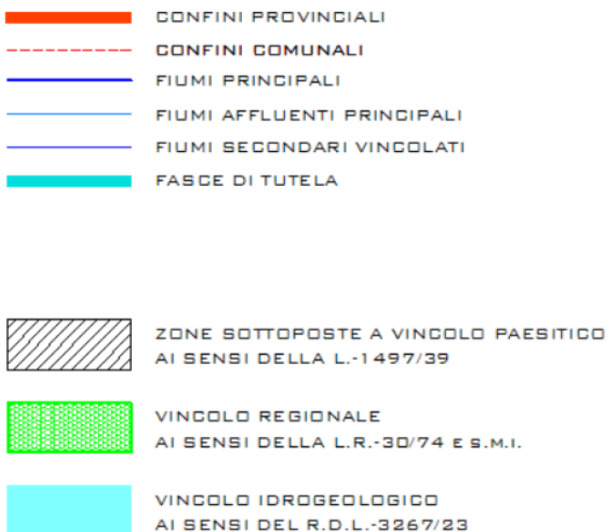 CONFINI PROVINCIALI
CONFINI COMUNALI
FIUMI PRINCIPALI
FIUMI AFFLUENTI PRINCIPALI
FIUMI SECONDARI VINCOLATI
FASCE DI TUTELA
ZONE SOTTOPOSTE A VINCOLO PAESITICO
AI SENSI DELLA L.-1497/39
VINCOLO REGIONALE
AI SENSI DELLA L.R.-30/74 E S.M.I.
VINCOLO IDROGEOLOGICO
AI SENSI DEL R.D.L.-3267/23